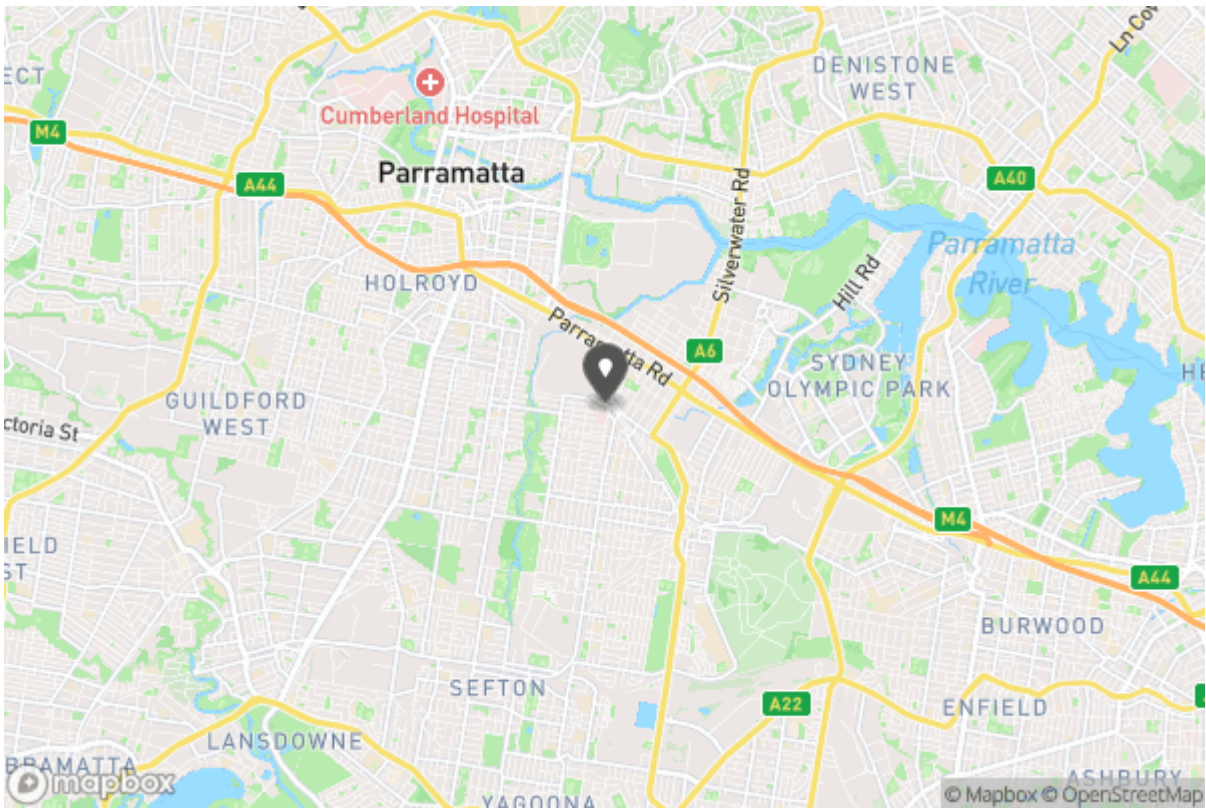 ECT
DENISTONE
WEST
Ln Cov
M4
Cumberland Hospital
A44
Parramatta
A40
Silverwater Rd
Parramatta
River
HOLROYD
Hill Rd
Parramatta Rd
A6
SYDNEY
OLYMPIC PARK
HE
GUILDFORD
WEST
ctoria St
M4
IELD
ST
A44
BURWOOD
SEFTON
A22
ENFIELD
LANSDOWNE
BRAMATTA
ASHBURY
mapbox
YAGOONA
© Mapbox © OpenStreetMap